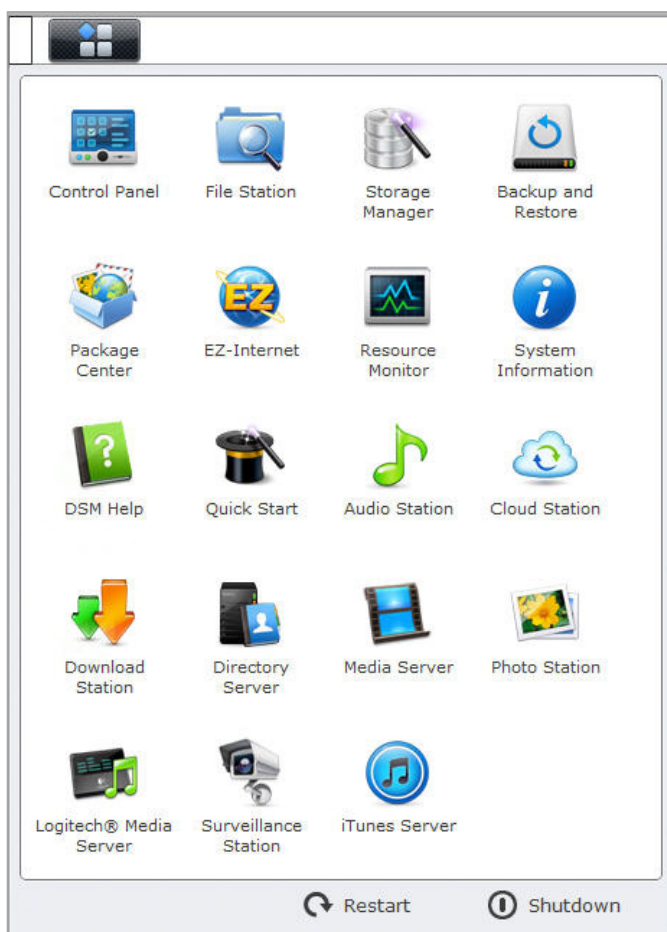 Control Panel
File Station
Storage
Manager
Backup and
Restore
Package
Center
EZ
EZ-Internet
Resource
Monitor
i
System
Information
?
DSM Help
Quick Start
Audio Station
Cloud Station
Download
Station
Directory
Server
Media Server
Photo Station
Logitech® Media
Server
Surveillance
Station
iTunes Server
Restart
Shutdown